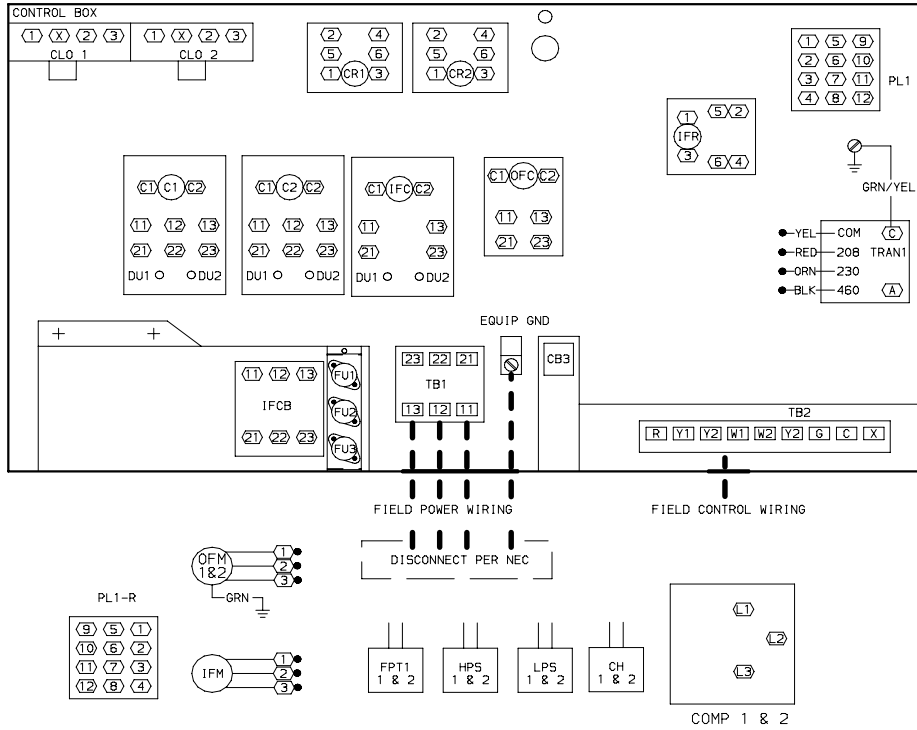 CONTROL BOX
1 X 2 3 1 X 2 3
CLO 1 CLO 2
2 4 2 4
5 6 5 6
1 CR1 3 1 CR2 3
1 5 9
2 6 10
3 7 11
4 8 12
PL1
5 2
1
IFR
3
6 4
GRN/YEL
C1 C1 C2
11 12 13
21 22 23
DU1 DU2
C1 C2 C2
11 12 13
21 22 23
DU1 DU2
C1 IFC C2
11 13
21 23
DU1 DU2
C1 OFC C2
11 13
21 23
YEL COM C
RED 208 TRAN1
ORN 230
BLK 460 A
EQUIP GND
+ +
11 12 13
IFCB
21 22 23
FU1
FU2
FU3
23 22 21
TB1
13 12 11
CB3
TB2
R Y1 Y2 W1 W2 Y2 G C X
FIELD POWER WIRING
FIELD CONTROL WIRING
DISCONNECT PER NEC
OFM
1&2
1
2
3
GRN
PL1-R
9 5 1
10 6 2
11 7 3
12 8 4
IFM
1
2
3
FPT1
1 & 2
HPS
1 & 2
LPS
1 & 2
CH
1 & 2
L1
L2
L3
COMP 1 & 2